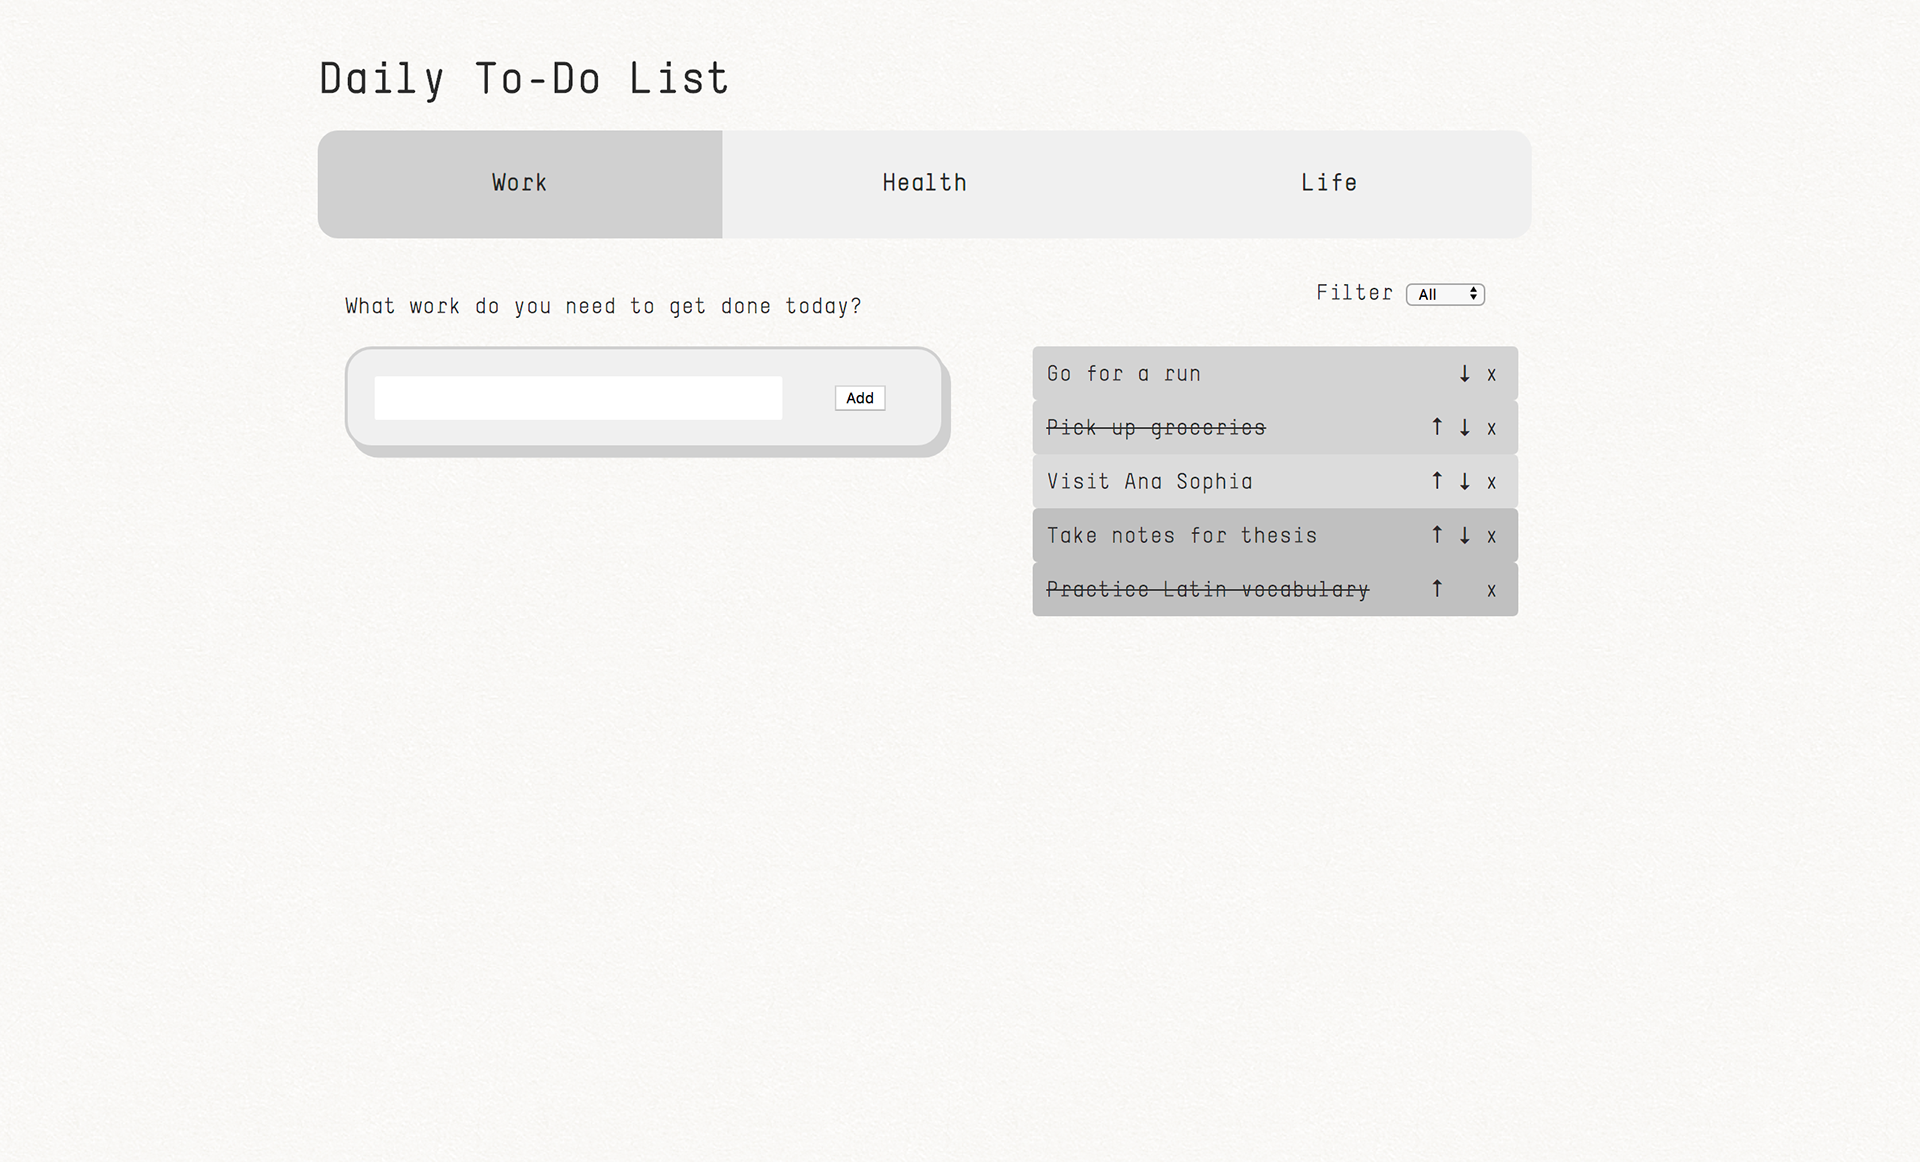 Daily To-Do List
Work Health Life
What work do you need to get done today?
Filter All
Add
Go for a run ↓ x
Pick up groceries ↑ ↓ x
Visit Ana Sophia ↑ ↓ x
Take notes for thesis ↑ ↓ x
Practice Latin vocabulary ↑ x